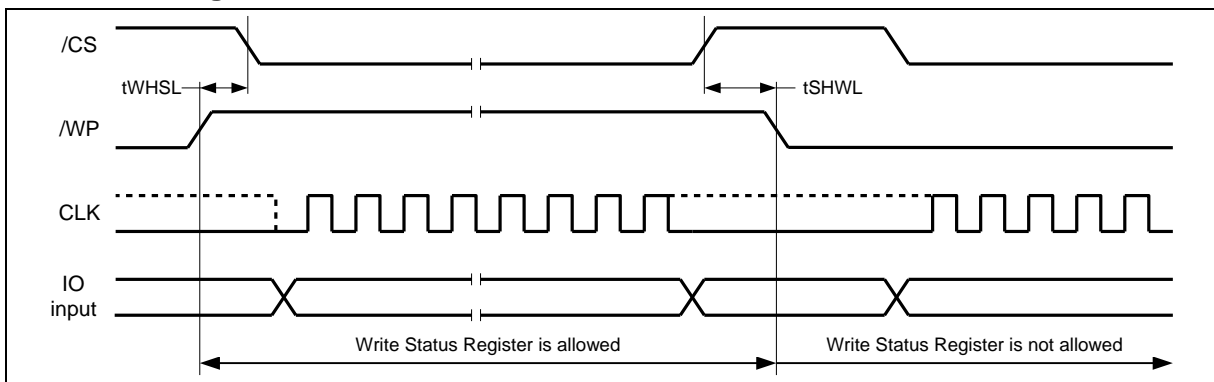 /CS
tWHSL
tSHWL
/WP
CLK
IO
input
Write Status Register is allowed
Write Status Register is not allowed